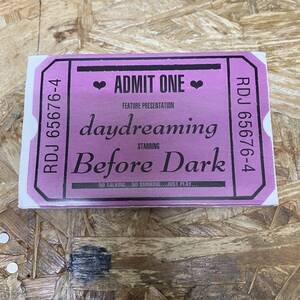 ADMIT ONE
FEATURE PRESENTATION
daydreaming
STARRING
Before Dark
NO TALKING...NO SMOKING...JUST PLAY...
RDJ 65676-4
RDJ 65676-4